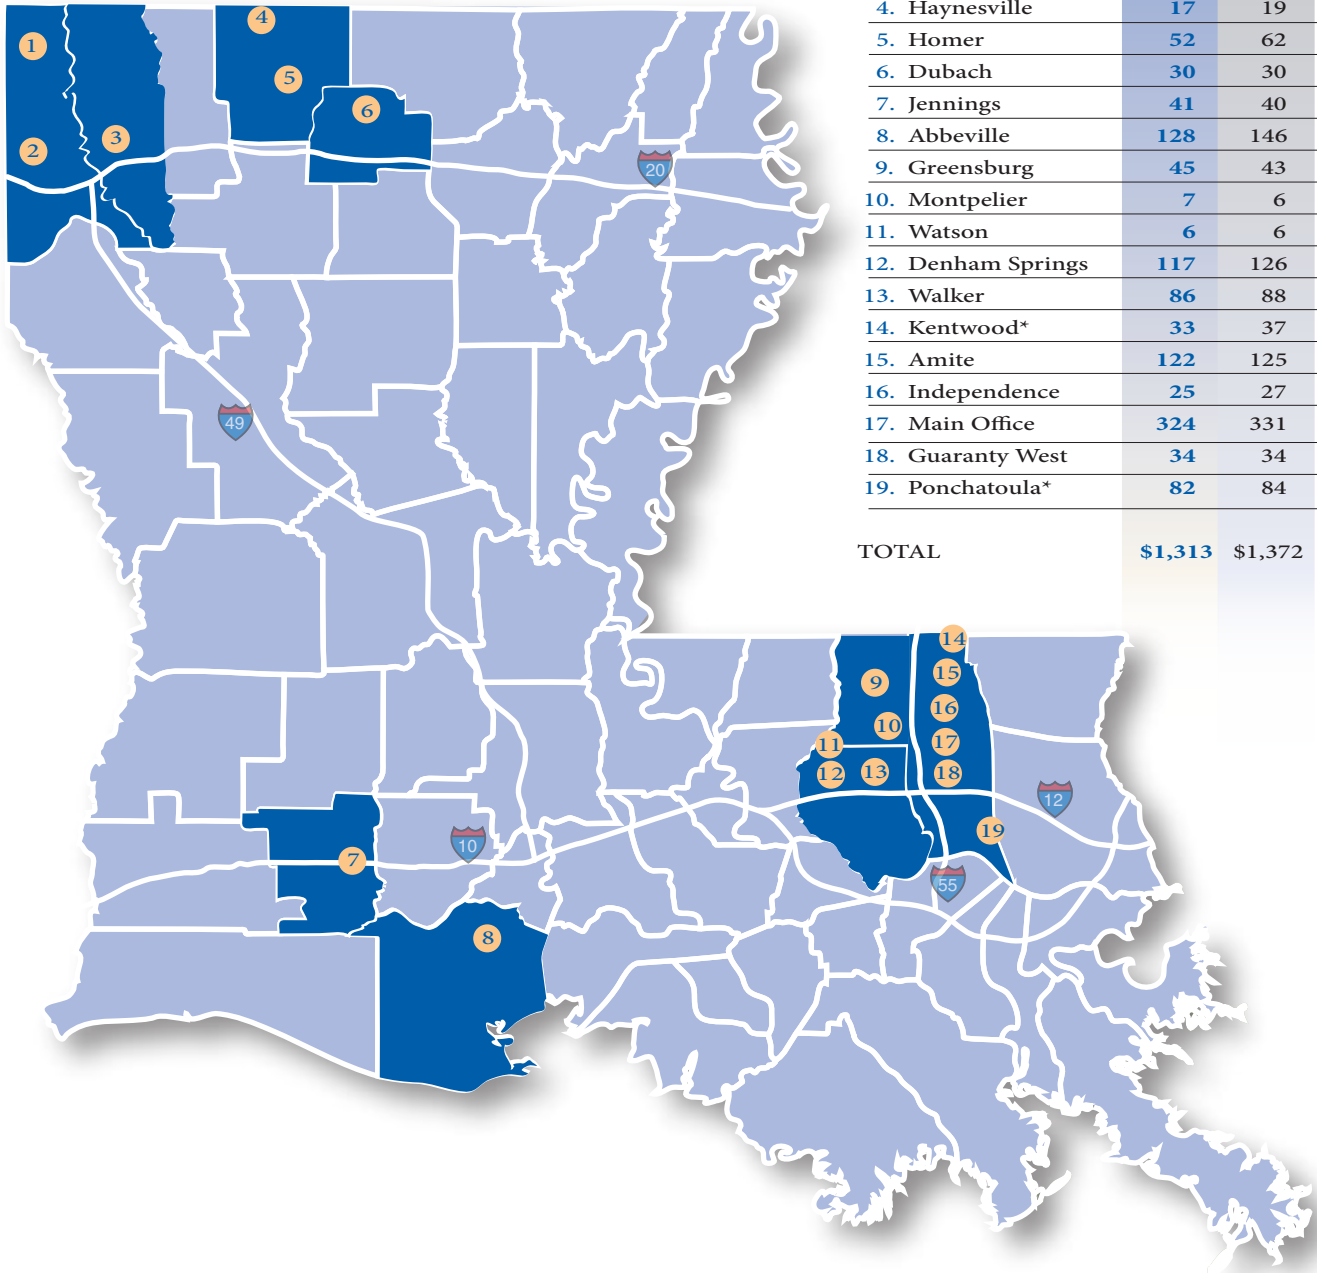 4. Haynesville 17 19
5. Homer 52 62
6. Dubach 30 30
7. Jennings 41 40
8. Abbeville 128 146
9. Greensburg 45 43
10. Montpelier 7 6
11. Watson 6 6
12. Denham Springs 117 126
13. Walker 86 88
14. Kentwood* 33 37
15. Amite 122 125
16. Independence 25 27
17. Main Office 324 331
18. Guaranty West 34 34
19. Ponchatoula* 82 84
TOTAL $1,313 $1,372
1
4
5
6
3
2
20
49
14
9
15
16
10
11
17
12
13
18
12
19
10
7
55
8